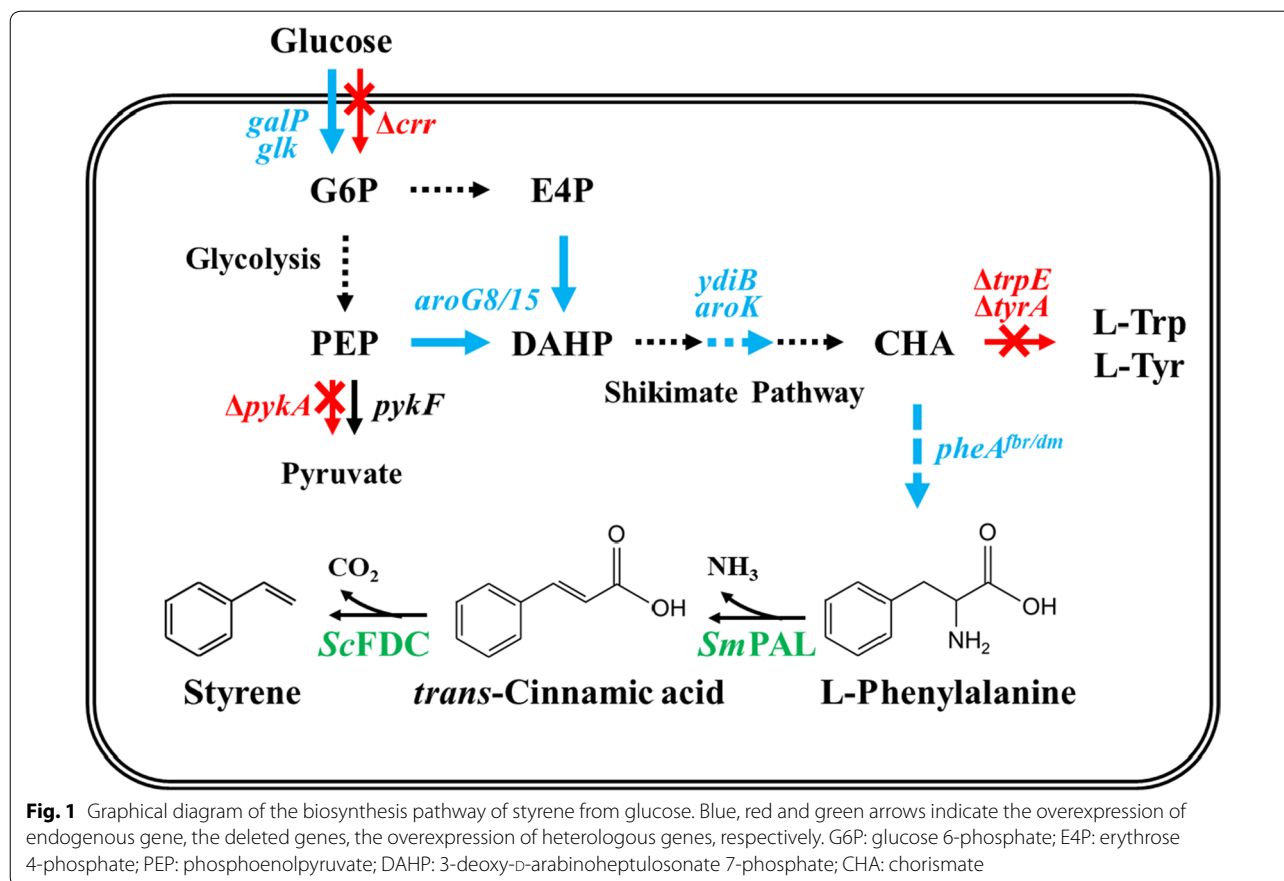 Glucose
galP
glk
Δcrr
G6P
E4P
Glycolysis
aroG8/15
ydiB
aroK
ΔtrpE
ΔtyrA
PEP
DAHP
CHA
L-Trp
L-Tyr
Shikimate Pathway
ΔpykA
pykF
pheA^fbr/dm
Pyruvate
CO₂
O
OH
NH₃
O
OH
NH₂
ScFDC
SmPAL
Styrene
trans-Cinnamic acid
L-Phenylalanine
Fig. 1 Graphical diagram of the biosynthesis pathway of styrene from glucose. Blue, red and green arrows indicate the overexpression of
endogenous gene, the deleted genes, the overexpression of heterologous genes, respectively. G6P: glucose 6-phosphate; E4P: erythrose
4-phosphate; PEP: phosphoenolpyruvate; DAHP: 3-deoxy-D-arabinoheptulosonate 7-phosphate; CHA: chorismate